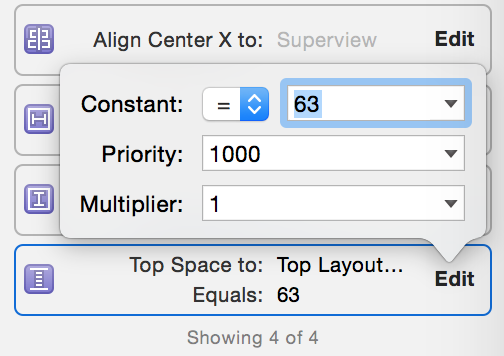 Align Center X to: Superview Edit
Constant: = 63
Priority: 1000
Multiplier: 1
Top Space to: Top Layout... Edit
Equals: 63
Showing 4 of 4